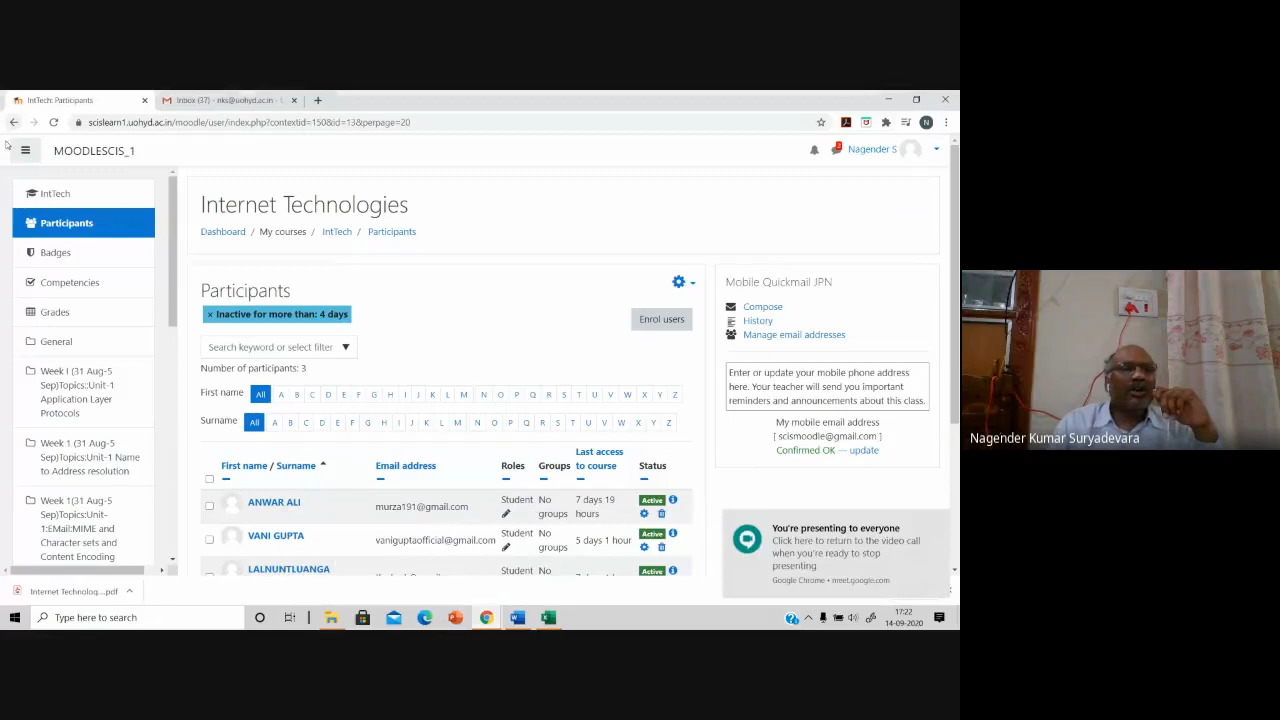 IntTech: Participants
Inbox (37) - nks@uohyd.ac.in -
scislearn1.uohyd.ac.in/moodle/user/index.php?contextid=150&id=13&perpage=20
N
MOODLESCIS_1
Nagender S
IntTech
Participants
Badges
Competencies
Grades
General
Week I (31 Aug-5
Sep)Topics::Unit-1
Application Layer
Protocols
Week 1 (31 Aug-5
Sep)Topics:Unit-1 Name
to Address resolution
Week 1(31 Aug-5
Sep)Topics:Unit-
1:EMail:MIME and
Character sets and
Content Encoding
Internet Technologies
Dashboard / My courses / IntTech / Participants
Participants
× Inactive for more than: 4 days
Enrol users
Search keyword or select filter ▼
Number of participants: 3
First name All A B C D E F G H I J K L M N O P Q R S T U V W X Y Z
Surname All A B C D E F G H I J K L M N O P Q R S T U V W X Y Z
First name / Surname Email address Roles Groups Last access to course Status
ANWAR ALI murza191@gmail.com Student No groups 7 days 19 hours Active
VANI GUPTA vaniguptaofficial@gmail.com Student No groups 5 days 1 hour Active
LALNUNTLUANGA Student No Active
Mobile Quickmail JPN
Compose
History
Manage email addresses
Enter or update your mobile phone address
here. Your teacher will send you important
reminders and announcements about this class.
My mobile email address
[ scismoodle@gmail.com ]
Confirmed OK — update
You're presenting to everyone
Click here to return to the video call
when you're ready to stop
presenting
Google Chrome • meet.google.com
Internet Technolog....pdf
Type here to search
17:22
14-09-2020
Nagender Kumar Suryadevara